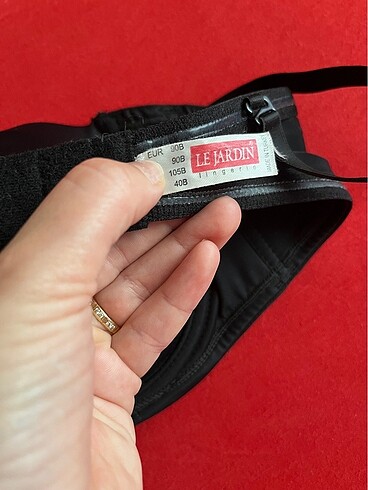 EUR 90B
90B
105B
40B
LE JARDIN
lingerie